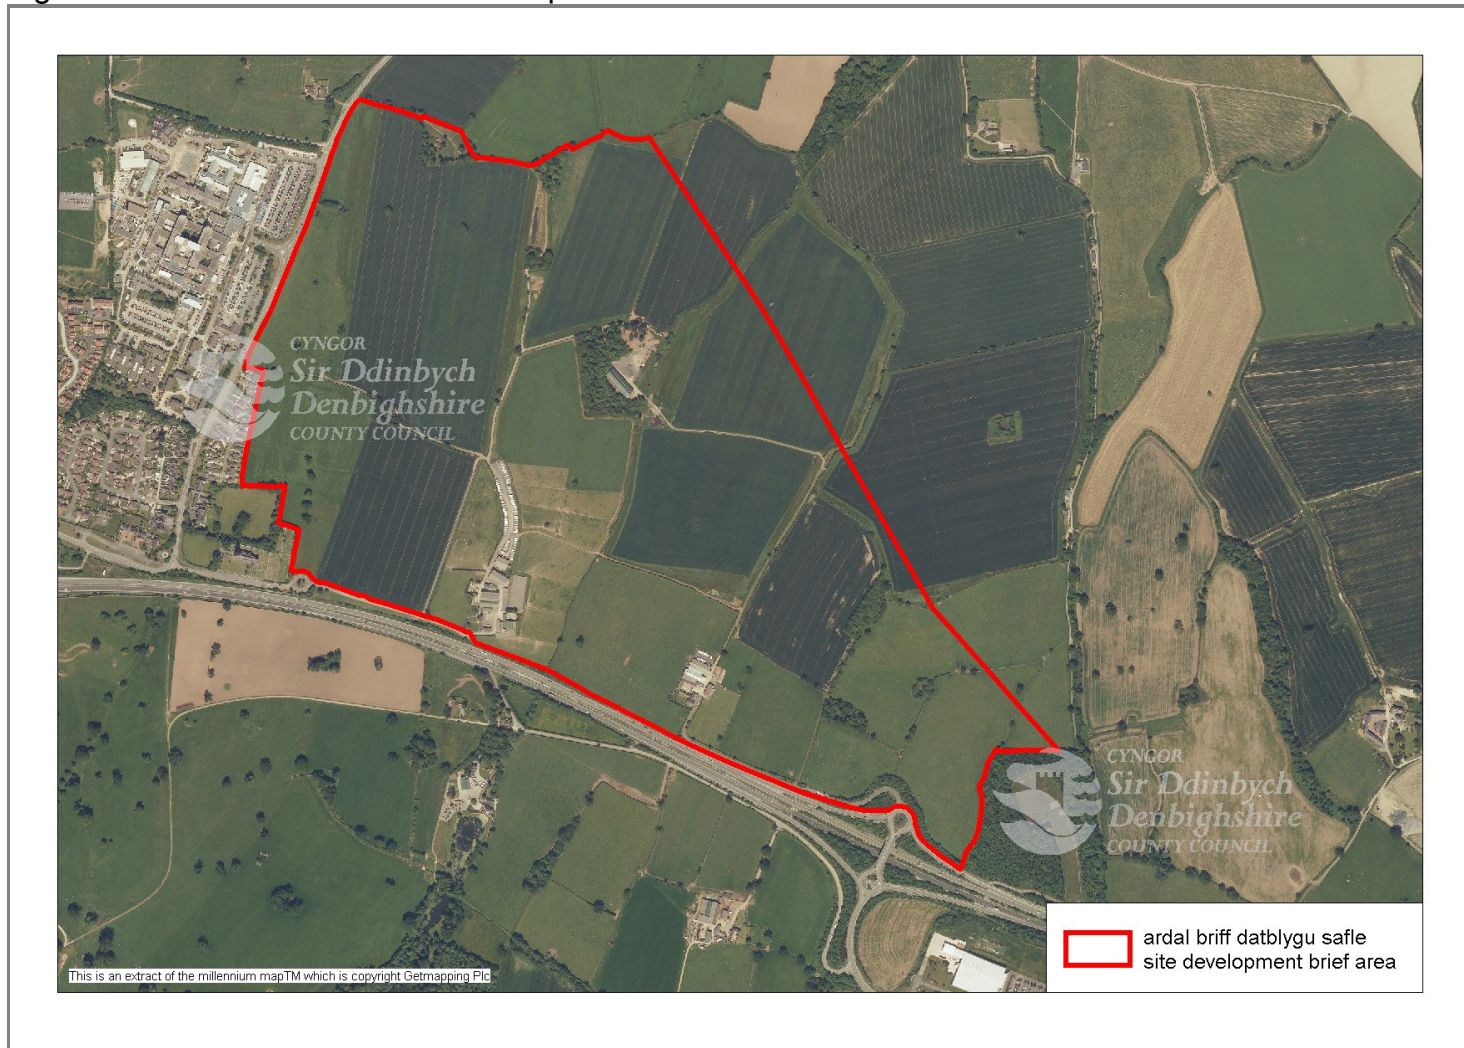 CYNGOR
Sir Ddinbych
Denbighshire
COUNTY COUNCIL
CYNGOR
Sir Ddinbych
Denbighshire
COUNTY COUNCIL
ardal briff datblygu safle
site development brief area
This is an extract of the millennium mapTM which is copyright Getmapping Plc